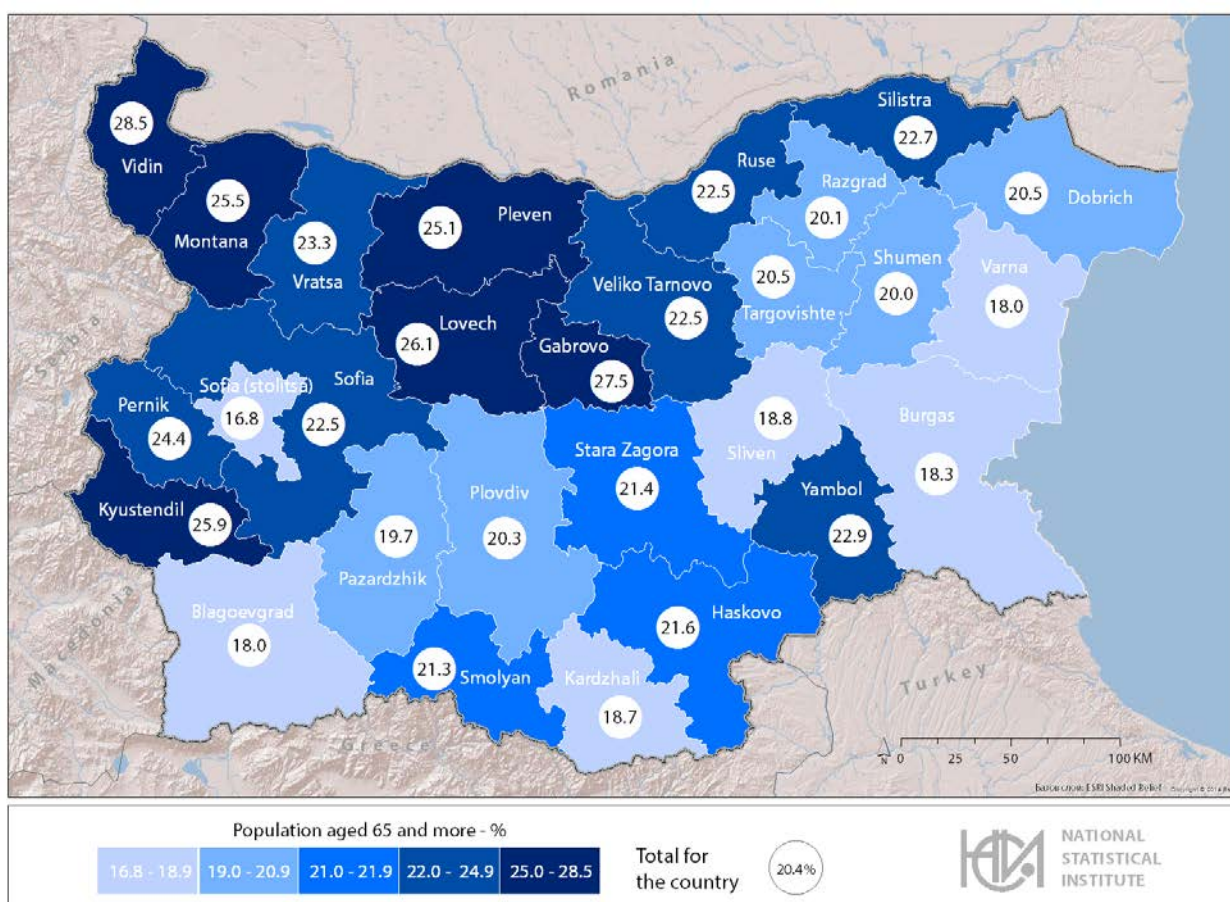 Romania
Silistra
22.7
28.5
Vidin
Ruse
22.5
Razgrad
20.1
20.5
Dobrich
25.5
Montana
23.3
Vratsa
25.1
Pleven
Veliko Tarnovo
22.5
20.5
Targovishte
Shumen
20.0
Varna
18.0
Serbia
Lovech
26.1
Gabrovo
27.5
Sofia (stolitsa)
16.8
Sofia
22.5
Pernik
24.4
Kyustendil
25.9
Stara Zagora
21.4
18.8
Sliven
Burgas
18.3
Yambol
22.9
Plovdiv
20.3
19.7
Pazardzhik
Blagoevgrad
18.0
Macedonia
21.3
Smolyan
Haskovo
21.6
Kardzhali
18.7
Greece
Turkey
N 0 25 50 100 KM
ESRI Shaded Relief
Population aged 65 and more - %
16.8 - 18.9 19.0 - 20.9 21.0 - 21.9 22.0 - 24.9 25.0 - 28.5
Total for
the country
20.4%
НСИ
NATIONAL
STATISTICAL
INSTITUTE